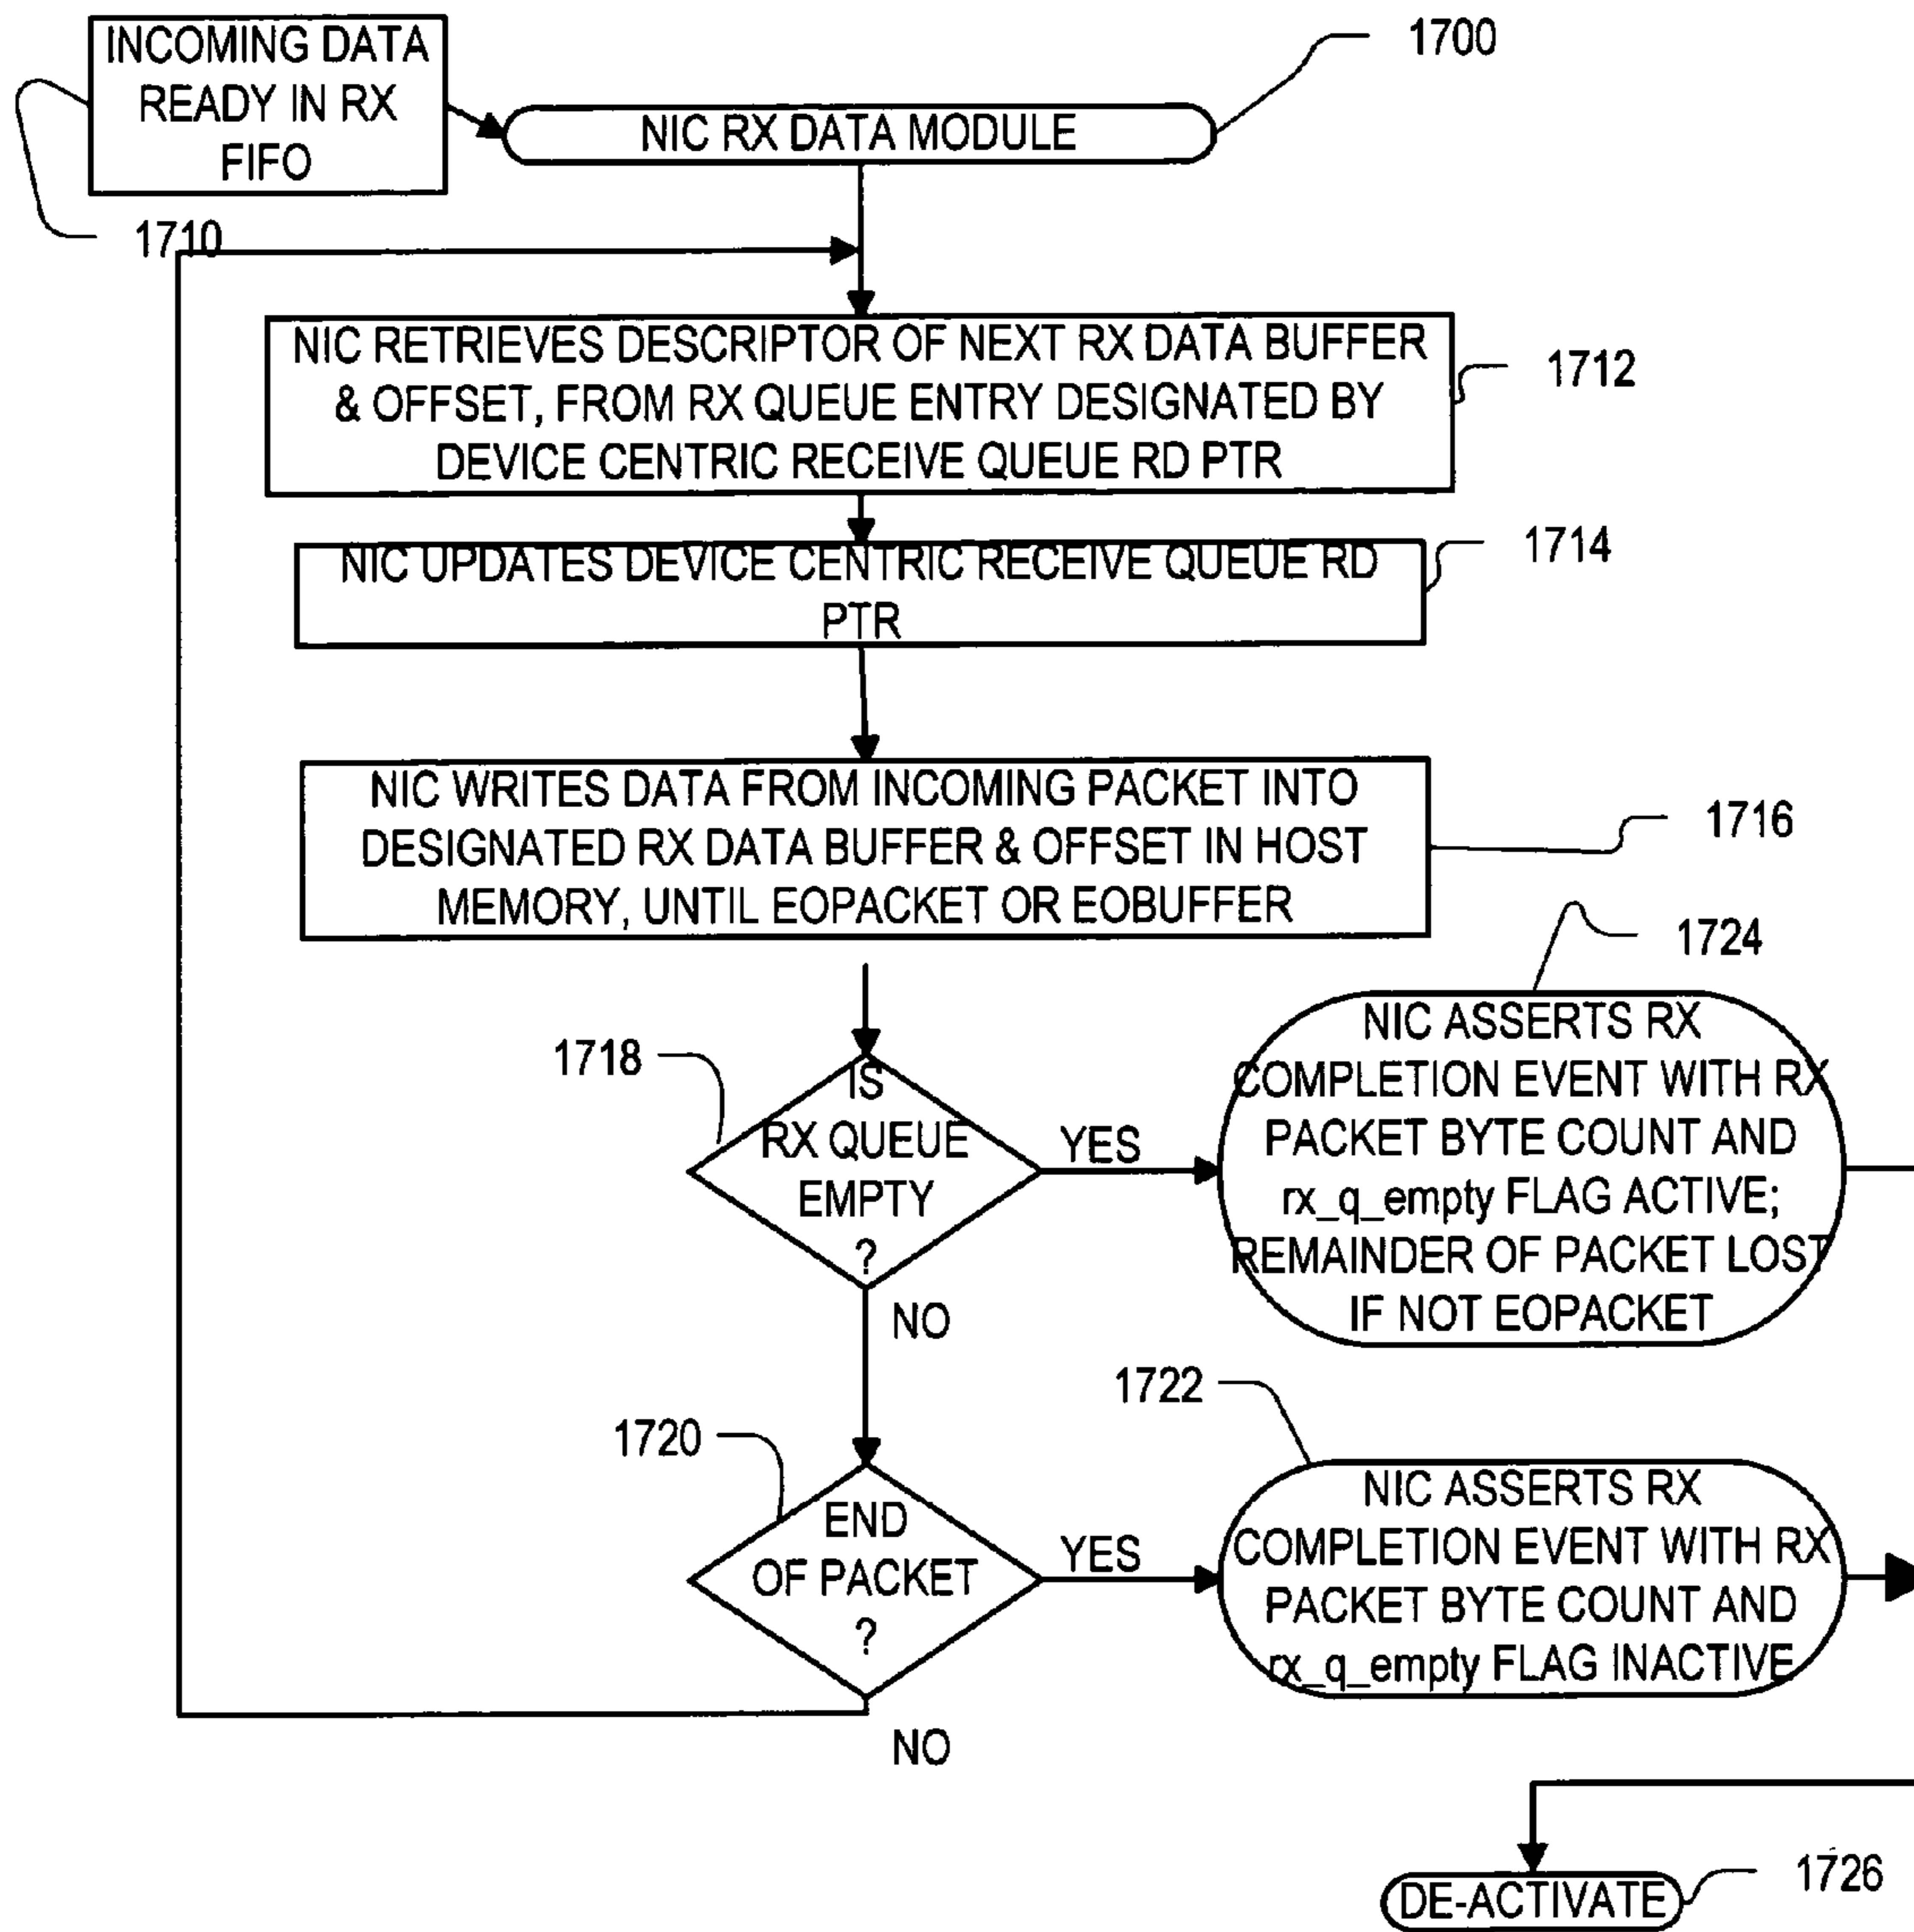 INCOMING DATA
READY IN RX
FIFO
1700
NIC RX DATA MODULE
1710
NIC RETRIEVES DESCRIPTOR OF NEXT RX DATA BUFFER
& OFFSET, FROM RX QUEUE ENTRY DESIGNATED BY
DEVICE CENTRIC RECEIVE QUEUE RD PTR
1712
NIC UPDATES DEVICE CENTRIC RECEIVE QUEUE RD
PTR
1714
NIC WRITES DATA FROM INCOMING PACKET INTO
DESIGNATED RX DATA BUFFER & OFFSET IN HOST
MEMORY, UNTIL EOPACKET OR EOBUFFER
1716
1724
1718
IS
RX QUEUE
EMPTY
?
YES
NO
NIC ASSERTS RX
COMPLETION EVENT WITH RX
PACKET BYTE COUNT AND
rx_q_empty FLAG ACTIVE;
REMAINDER OF PACKET LOST
IF NOT EOPACKET
1722
1720
END
OF PACKET
?
YES
NO
NIC ASSERTS RX
COMPLETION EVENT WITH RX
PACKET BYTE COUNT AND
rx_q_empty FLAG INACTIVE
DE-ACTIVATE
1726